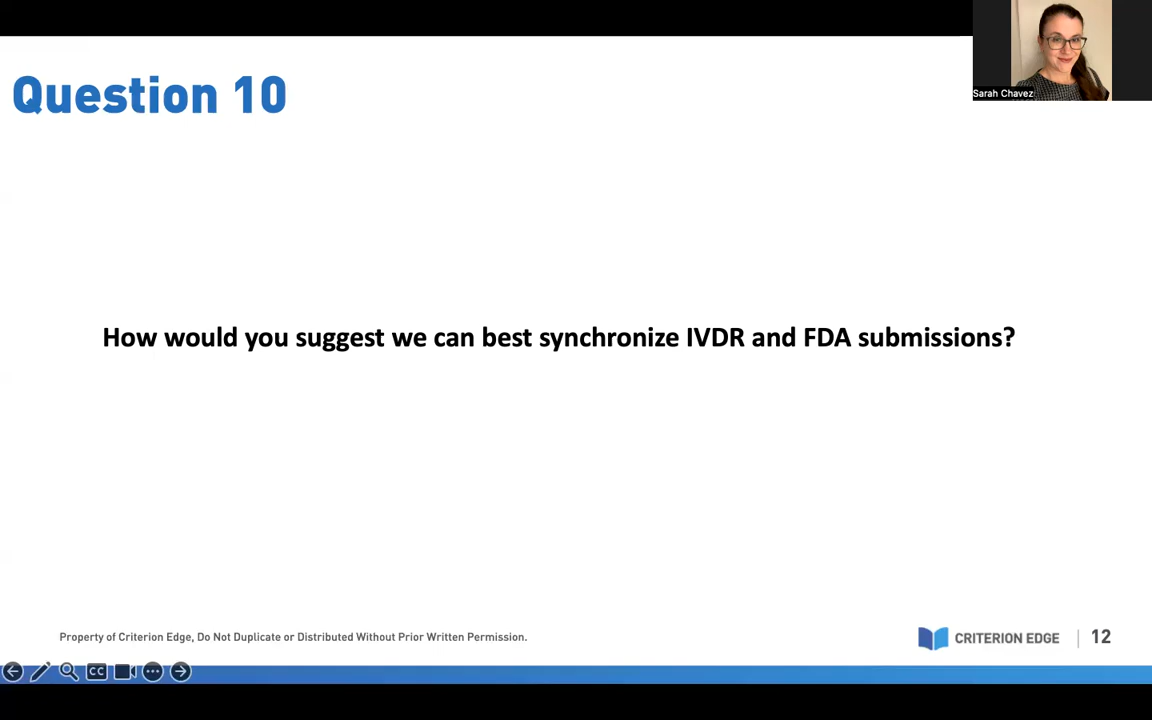 Sarah Chavez
Question 10
How would you suggest we can best synchronize IVDR and FDA submissions?
Property of Criterion Edge, Do Not Duplicate or Distributed Without Prior Written Permission.
CRITERION EDGE | 12
CC